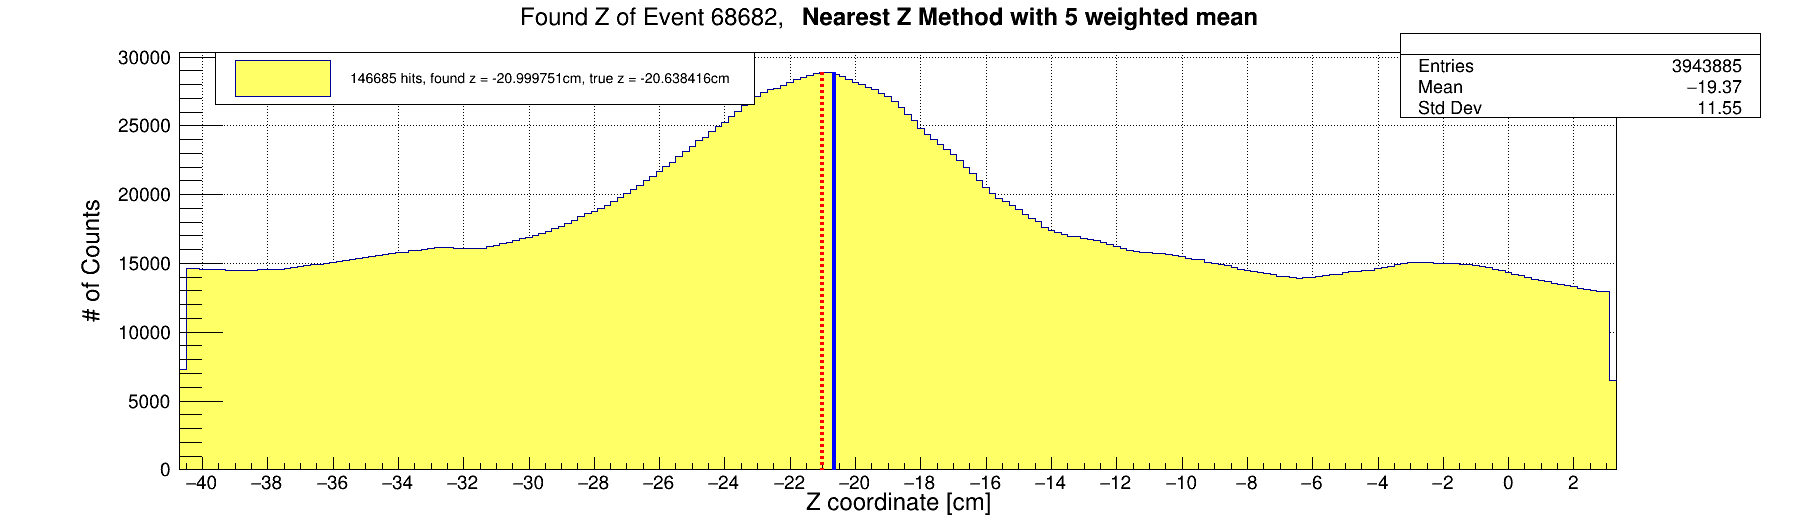 Found Z of Event 68682, Nearest Z Method with 5 weighted mean
146685 hits, found z = -20.999751cm, true z = -20.638416cm
Entries 3943885
Mean −19.37
Std Dev 11.55
# of Counts
30000
25000
20000
15000
10000
5000
0
−40 −38 −36 −34 −32 −30 −28 −26 −24 −22 −20 −18 −16 −14 −12 −10 −8 −6 −4 −2 0 2
Z coordinate [cm]